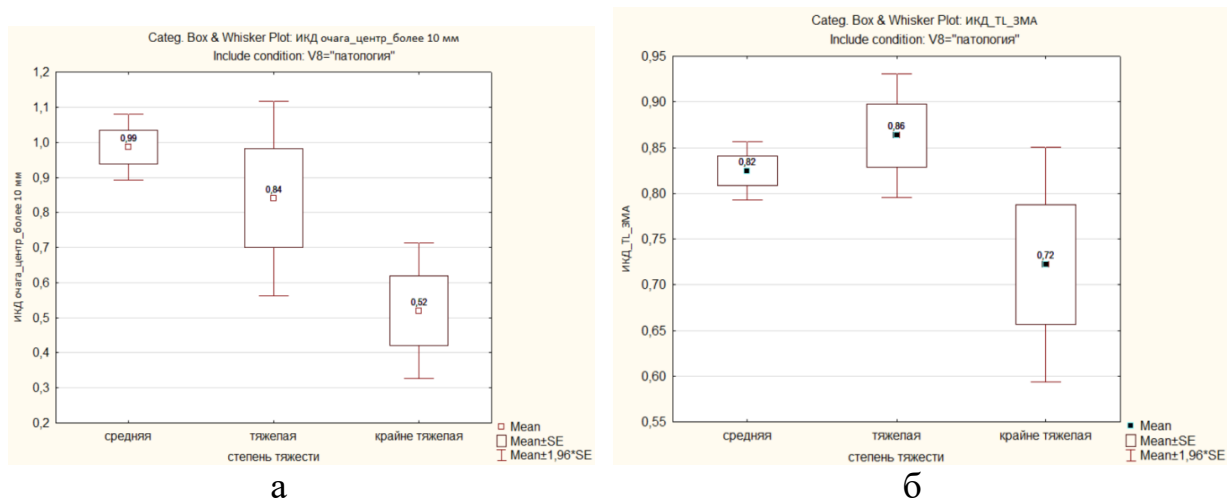 Categ. Box & Whisker Plot: ИКД очага_центр_более 10 мм
Include condition: V8="патология"
1,2
1,1
1,0
0,9
0,8
0,7
0,6
0,5
0,4
0,3
0,2
ИКД очага_центр_более 10 мм
0,99
0,84
0,52
средняя
тяжелая
крайне тяжелая
степень тяжести
Mean
Mean±SE
Mean±1,96*SE
а
Categ. Box & Whisker Plot: ИКД_TL_ЗМА
Include condition: V8="патология"
0,95
0,90
0,85
0,80
0,75
0,70
0,65
0,60
0,55
ИКД_TL_ЗМА
0,82
0,86
0,72
средняя
тяжелая
крайне тяжелая
степень тяжести
Mean
Mean±SE
Mean±1,96*SE
б